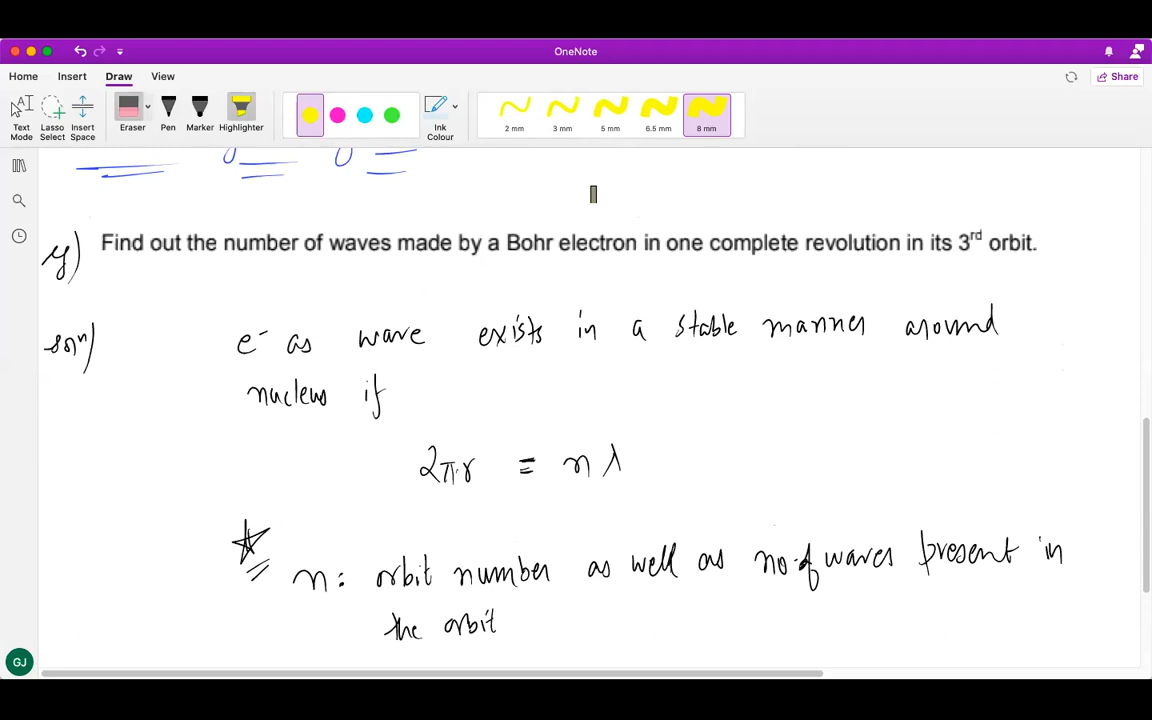 OneNote
Home Insert Draw View
Share
Text Mode
Lasso Select
Insert Space
Eraser
Pen
Marker
Highlighter
Ink Colour
2 mm
3 mm
5 mm
6.5 mm
8 mm
Find out the number of waves made by a Bohr electron in one complete revolution in its 3rd orbit.
Solⁿ) e⁻ as wave exists in a stable manner around
nucleus if
2πr = nλ
n: orbit number as well as no. of waves present in
the orbit
GJ